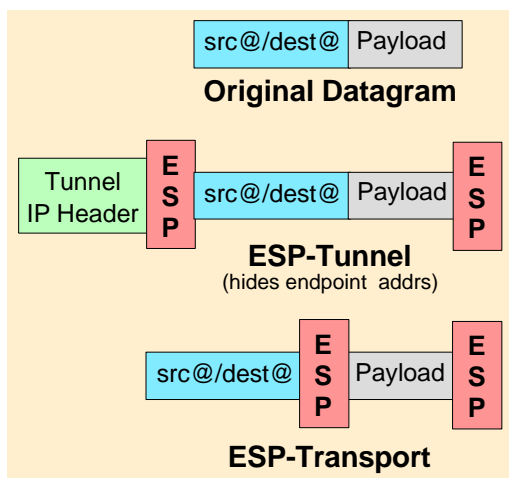 src@/dest@ Payload
Original Datagram
Tunnel
IP Header
E
S
P
src@/dest@ Payload
E
S
P
ESP-Tunnel
(hides endpoint addrs)
src@/dest@
E
S
P
Payload
E
S
P
ESP-Transport